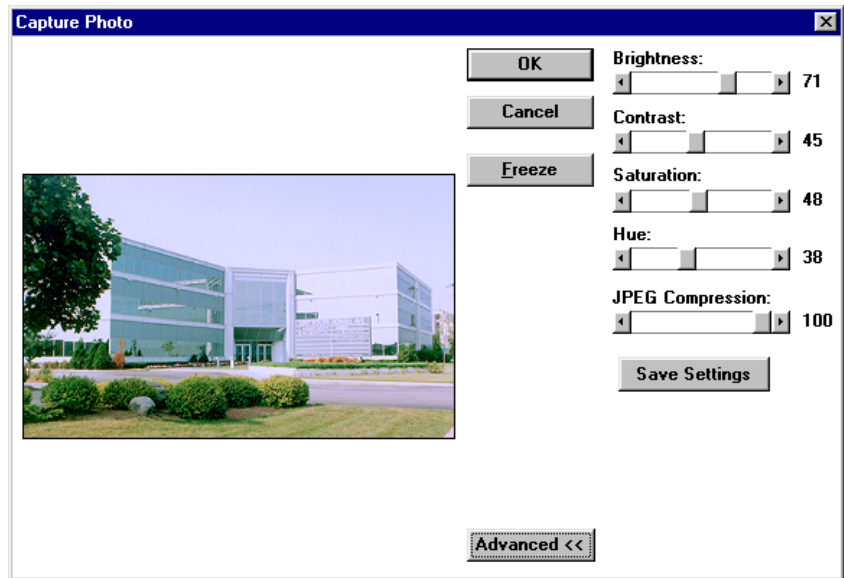 Capture Photo
OK
Cancel
Freeze
Brightness:
71
Contrast:
45
Saturation:
48
Hue:
38
JPEG Compression:
100
Save Settings
Advanced <<